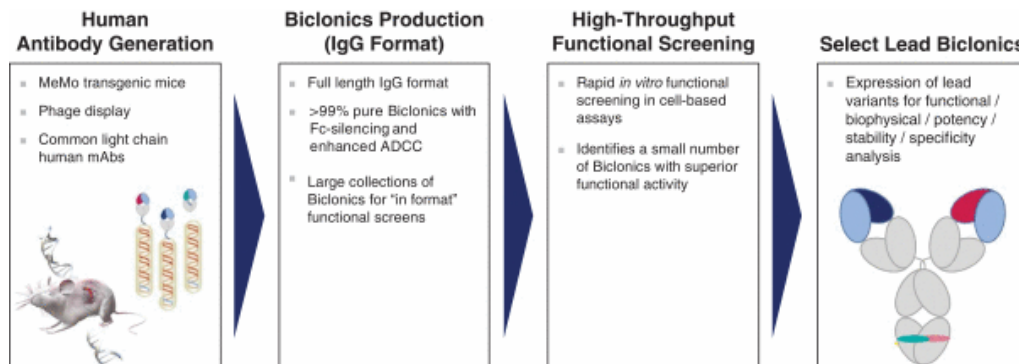 Human
Antibody Generation
MeMo transgenic mice
Phage display
Common light chain
human mAbs
Biclonics Production
(IgG Format)
Full length IgG format
>99% pure Biclonics with
Fc-silencing and
enhanced ADCC
Large collections of
Biclonics for “in format”
functional screens
High-Throughput
Functional Screening
Rapid in vitro functional
screening in cell-based
assays
Identifies a small number
of Biclonics with superior
functional activity
Select Lead Biclonics
Expression of lead
variants for functional /
biophysical / potency /
stability / specificity
analysis